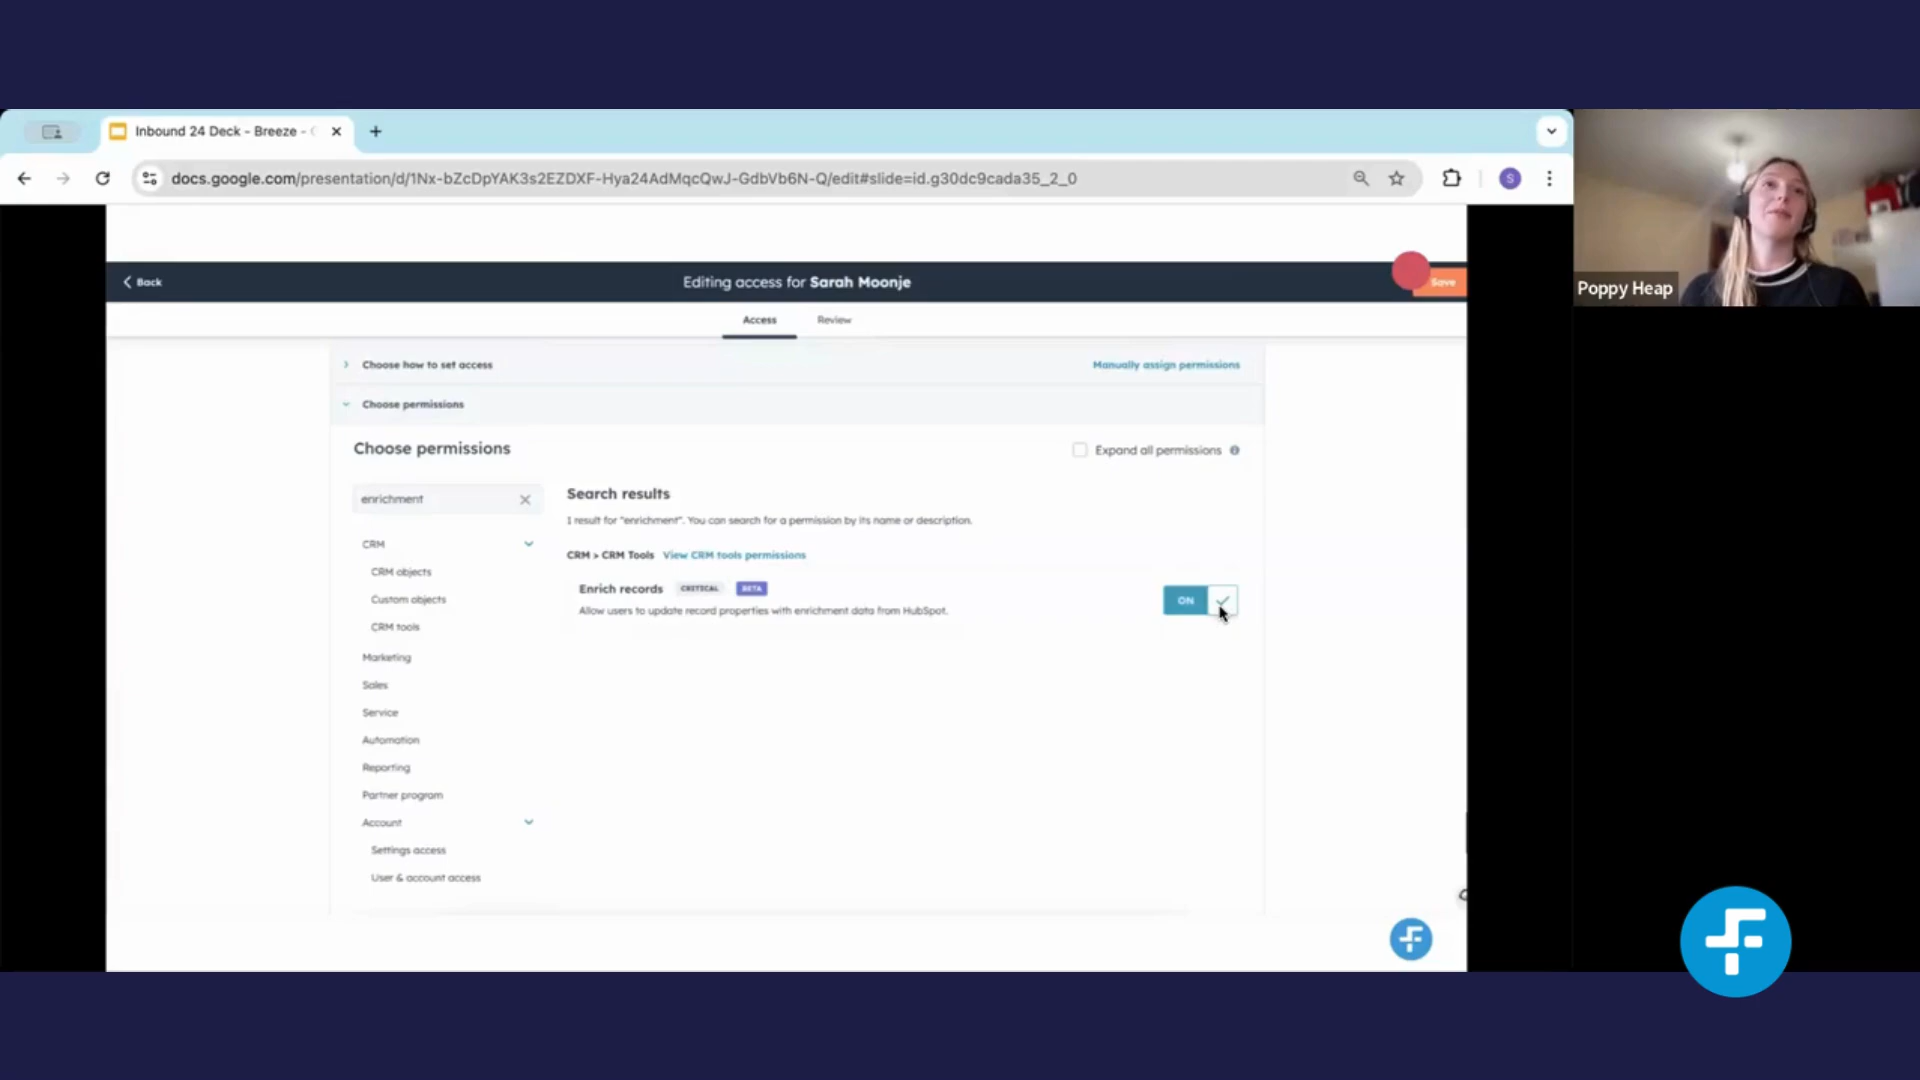 Inbound 24 Deck - Breeze -
docs.google.com/presentation/d/1Nx-bZcDpYAK3s2EZDXF-Hya24AdMqcQwJ-GdbVb6N-Q/edit#slide=id.g30dc9cada35_2_0
S
Poppy Heap
Back
Editing access for Sarah Moonje
Save
Access
Review
Choose how to set access
Manually assign permissions
Choose permissions
Choose permissions
Expand all permissions
enrichment
Search results
1 result for "enrichment". You can search for a permission by its name or description.
CRM
CRM > CRM Tools View CRM tools permissions
CRM objects
Enrich records CRITICAL BETA
Custom objects
ON
Allow users to update record properties with enrichment data from HubSpot.
CRM tools
Marketing
Sales
Service
Automation
Reporting
Partner program
Account
Settings access
User & account access